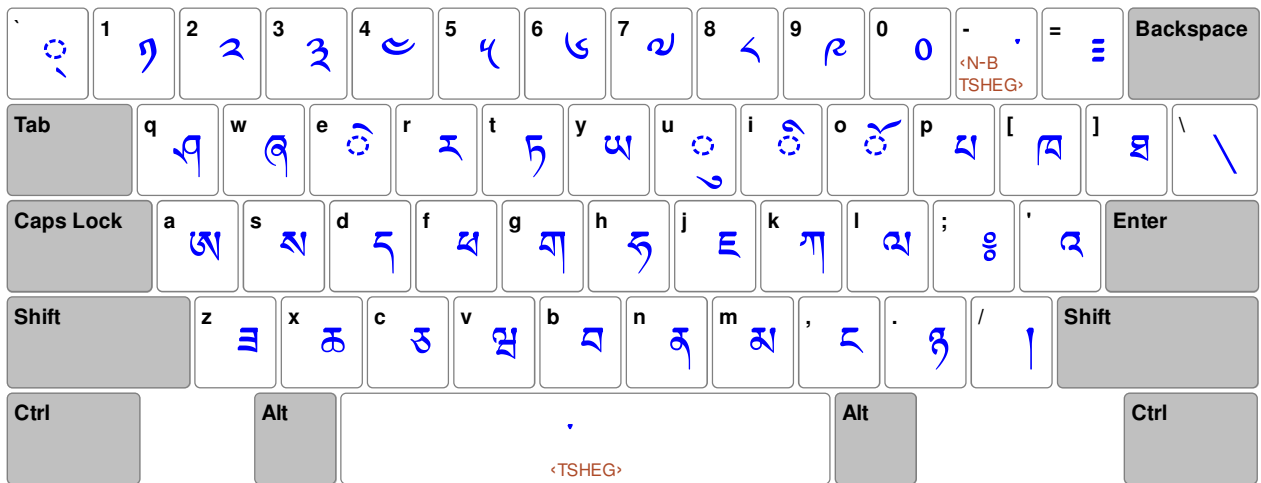 ` ◌྄ 1 ༡ 2 ༢ 3 ༣ 4 ༤ 5 ༥ 6 ༦ 7 ༧ 8 ༨ 9 ༩ 0 ༠ - ༌ ‹N-B TSHEG› = ༴ Backspace
Tab q ཤ w ཞ e ◌ེ r ར t ཏ y ཡ u ◌ུ i ◌ི o ◌ོ p པ [ ཁ ] ཐ \ \
Caps Lock a ཨ s ས d ད f ཕ g ག h ཧ j ཇ k ཀ l ལ ; ༔ ' འ Enter
Shift z ཟ x ཆ c ཅ v ཝ b བ n ན m མ , ང . ཉ / ། Shift
Ctrl Alt ་ ‹TSHEG› Alt Ctrl